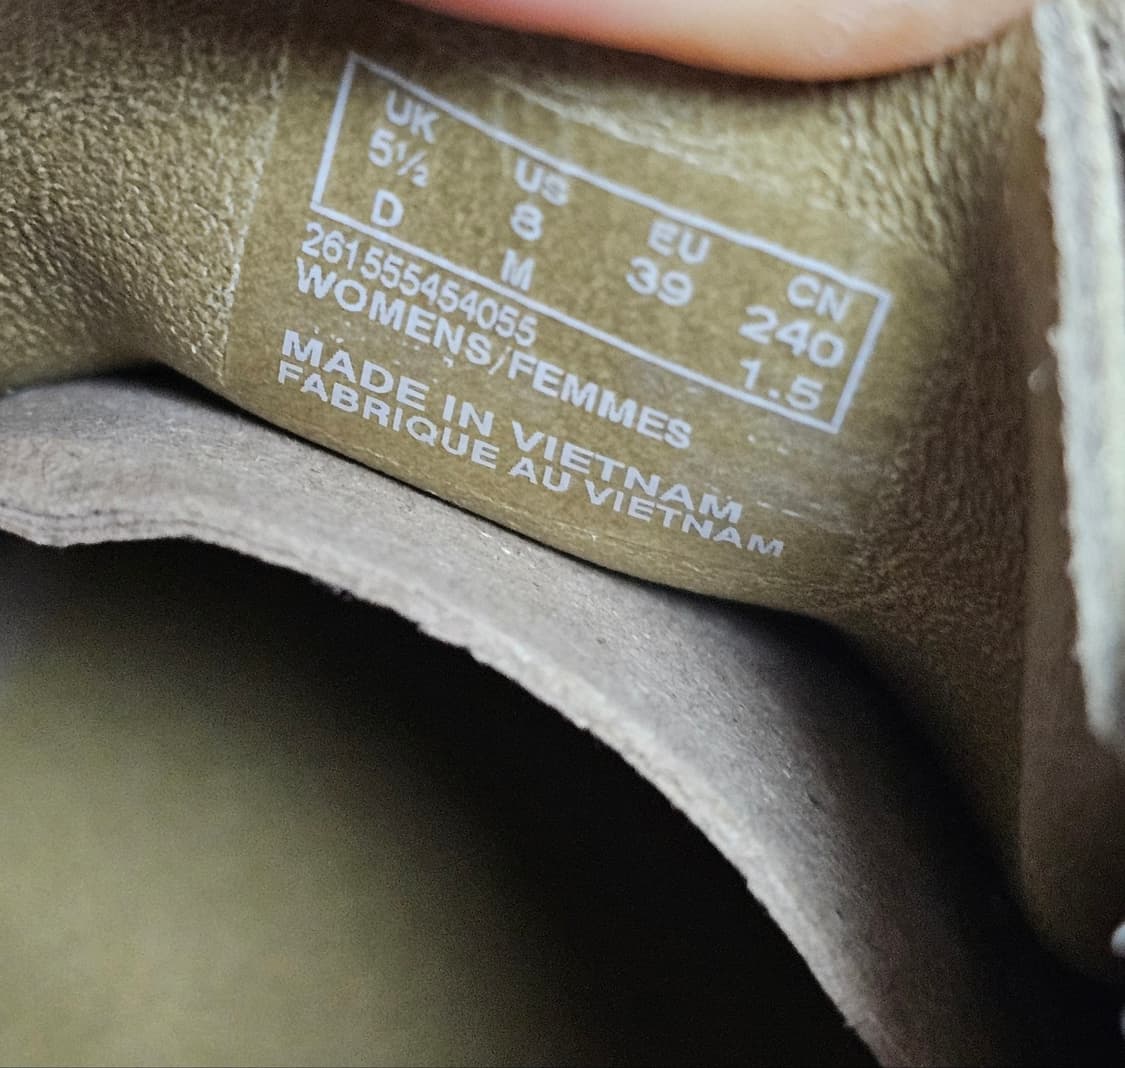 UK US EU CN
5½ 8 39 240
D M 1.5
261555454055
WOMENS/FEMMES
MADE IN VIETNAM
FABRIQUE AU VIETNAM